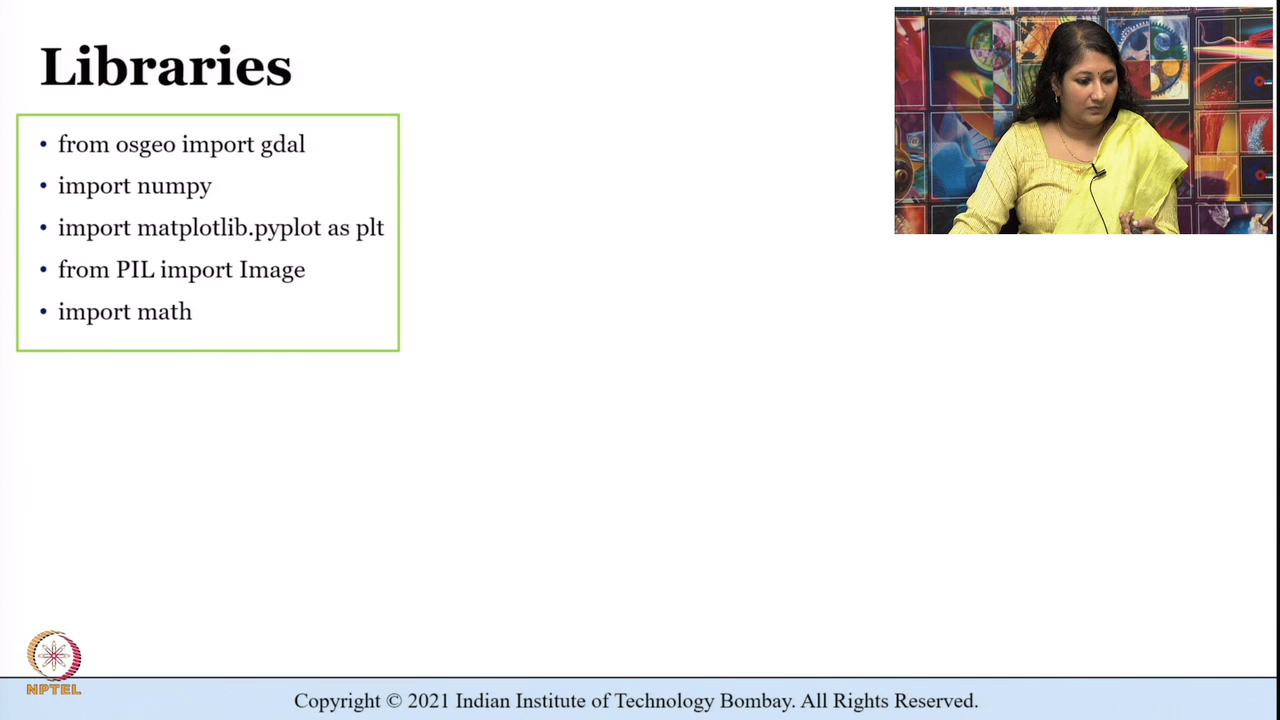 Libraries
• from osgeo import gdal
• import numpy
• import matplotlib.pyplot as plt
• from PIL import Image
• import math
NPTEL
Copyright © 2021 Indian Institute of Technology Bombay. All Rights Reserved.